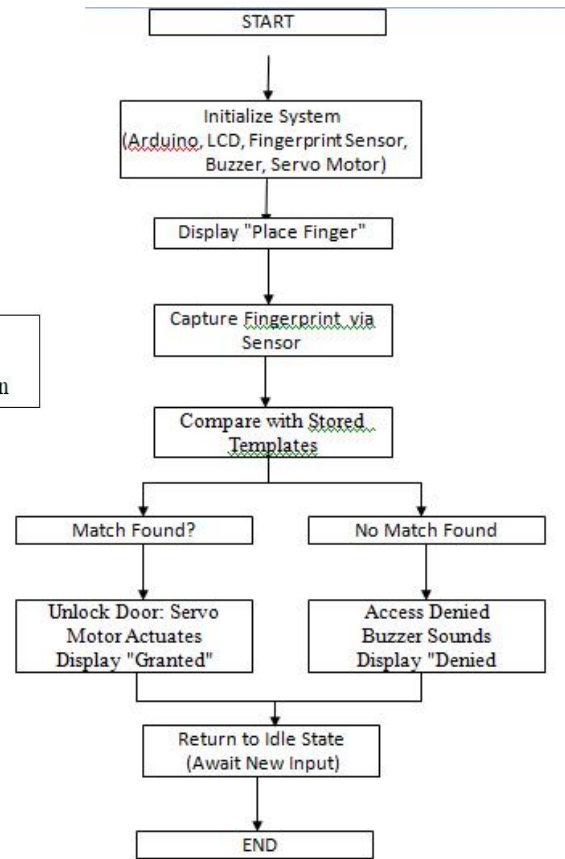 START
Initialize System
(Arduino, LCD, Fingerprint Sensor,
Buzzer, Servo Motor)
Display "Place Finger"
Capture Fingerprint via
Sensor
Compare with Stored
Templates
Match Found?
No Match Found
Unlock Door: Servo
Motor Actuates
Display "Granted"
Access Denied
Buzzer Sounds
Display "Denied
Return to Idle State
(Await New Input)
END